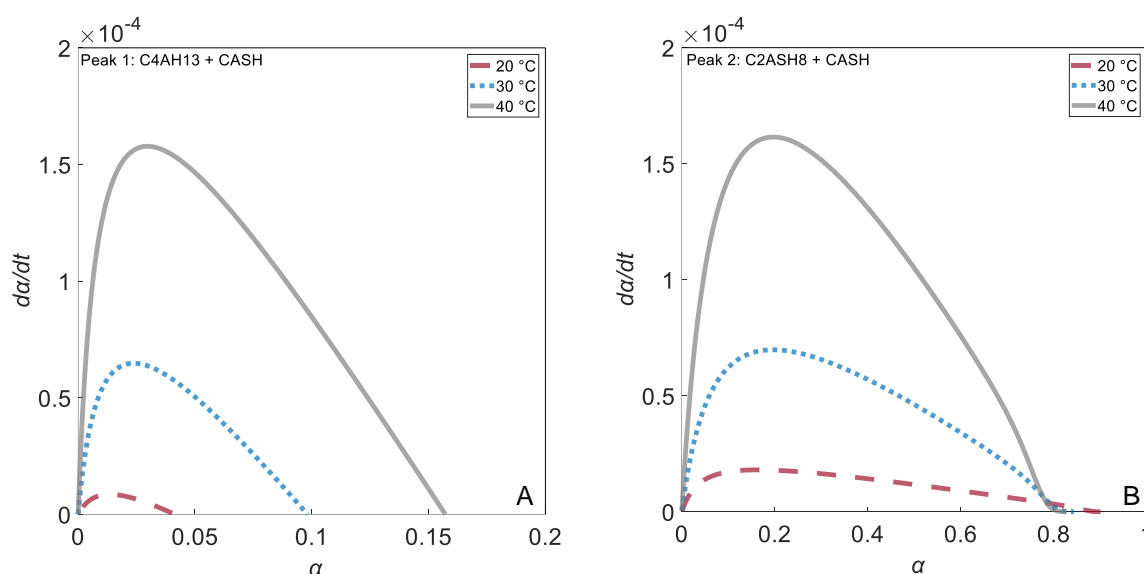 ×10⁻⁴
Peak 1: C4AH13 + CASH
20 °C
30 °C
40 °C
2
1.5
1
0.5
0
dα/dt
0
0.05
0.1
0.15
0.2
α
A
×10⁻⁴
Peak 2: C2ASH8 + CASH
20 °C
30 °C
40 °C
2
1.5
1
0.5
0
dα/dt
0
0.2
0.4
0.6
0.8
1
α
B